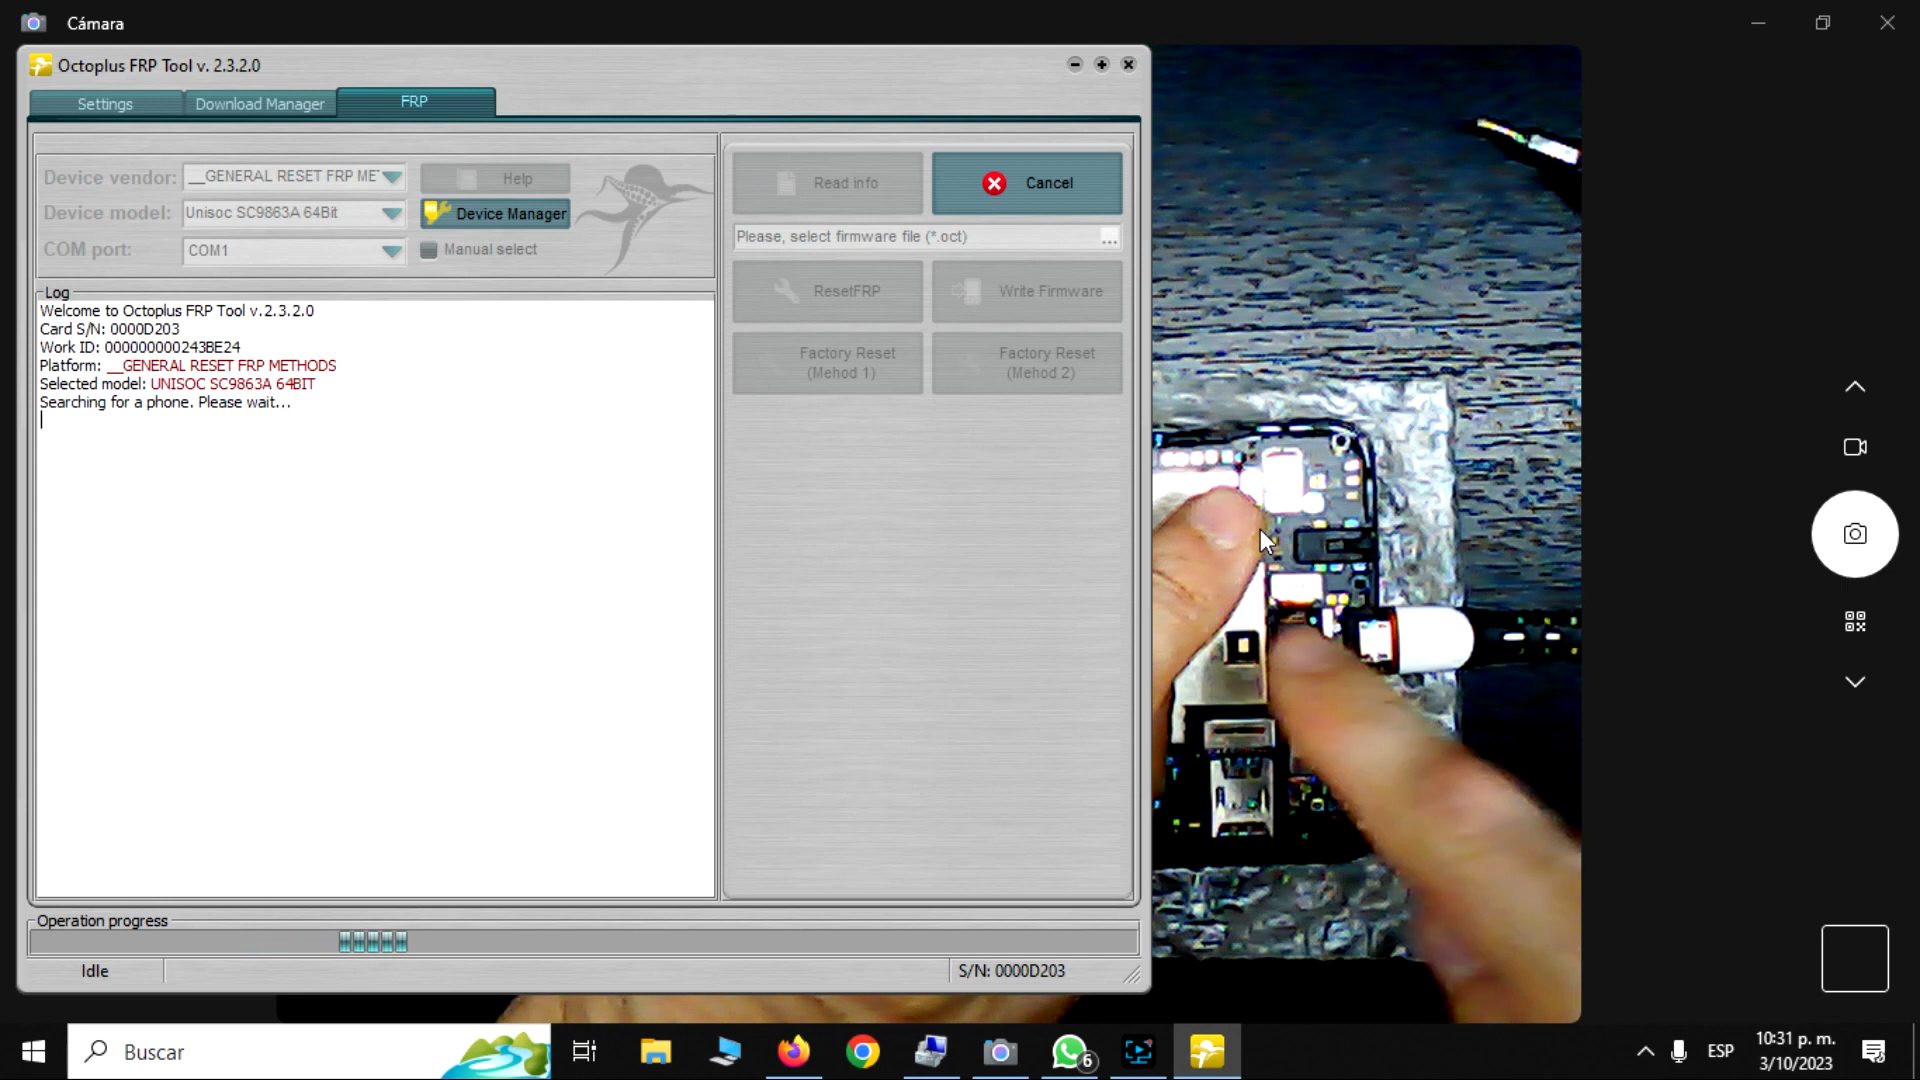 Cámara
Octoplus FRP Tool v. 2.3.2.0
Settings
Download Manager
FRP
Device vendor:
__GENERAL RESET FRP ME
Help
Device model:
Unisoc SC9863A 64Bit
Device Manager
COM port:
COM1
Manual select
Read info
Cancel
Please, select firmware file (*.oct)
...
ResetFRP
Write Firmware
Factory Reset
(Mehod 1)
Factory Reset
(Mehod 2)
Log
Welcome to Octoplus FRP Tool v.2.3.2.0
Card S/N: 0000D203
Work ID: 000000000243BE24
Platform: __GENERAL RESET FRP METHODS
Selected model: UNISOC SC9863A 64BIT
Searching for a phone. Please wait...
Operation progress
Idle
S/N: 0000D203
Buscar
6
ESP
10:31 p. m.
3/10/2023